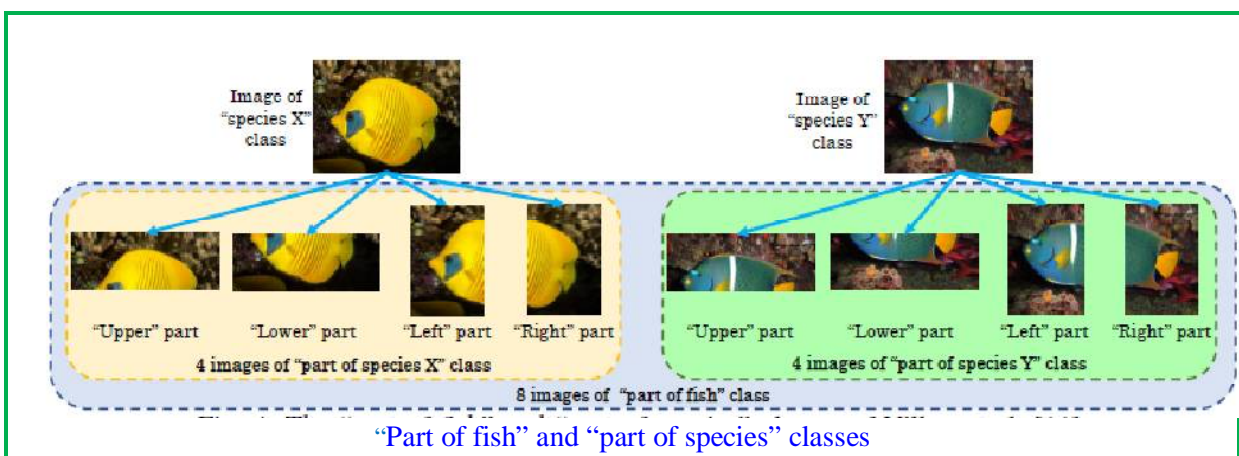 Image of
“species X”
class
Image of
“species Y”
class
“Upper” part “Lower” part “Left” part “Right” part
“Upper” part “Lower” part “Left” part “Right” part
4 images of “part of species X” class
4 images of “part of species Y” class
8 images of “part of fish” class
“Part of fish” and “part of species” classes